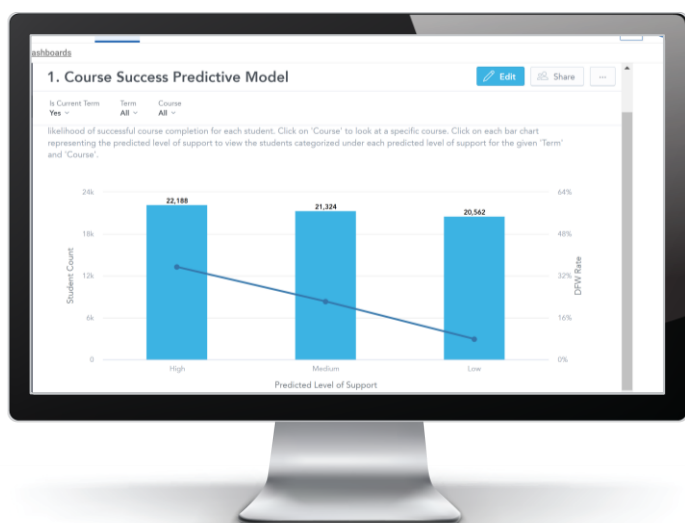 ashboards
1. Course Success Predictive Model
Edit
Share
...
Is Current Term
Term
Course
Yes
All
All
likelihood of successful course completion for each student. Click on 'Course' to look at a specific course. Click on each bar chart
representing the predicted level of support to view the students categorized under each predicted level of support for the given 'Term'
and 'Course'.
24k
64%
22,188
21,324
20,562
18k
48%
Student Count
12k
32%
DFW Rate
6k
16%
0
0%
High
Medium
Low
Predicted Level of Support